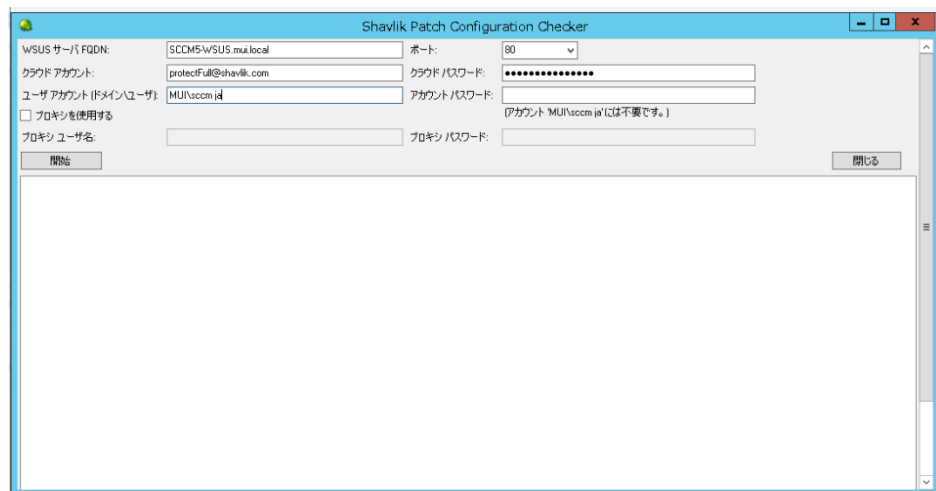 Shavlik Patch Configuration Checker
WSUS サーバ FQDN: SCCM5-WSUS.mui.local ポート: 80
クラウド アカウント: protectFull@shavlik.com クラウド パスワード: ●●●●●●●●●●●●●●●
ユーザ アカウント (ドメイン\ユーザ): MUI\sccm ja アカウント パスワード:
プロキシを使用する (アカウント 'MUI\sccm ja'には不要です。)
プロキシ ユーザ名: プロキシ パスワード:
開始 閉じる